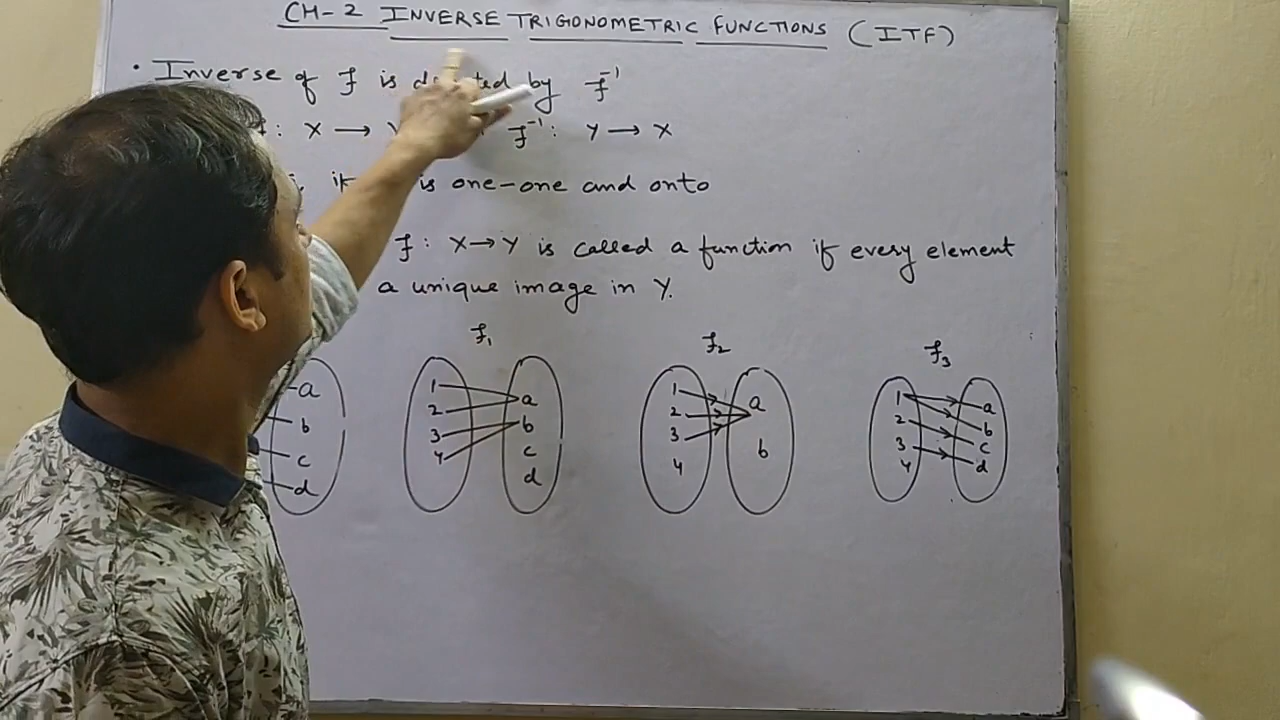 CH-2 INVERSE TRIGONOMETRIC FUNCTIONS (ITF)
• Inverse of f is by f⁻¹
: X → f⁻¹: Y → X
is one-one and onto
f: X→Y is called a function if every element
a unique image in Y.
f₁
f₂
f₃
a
b
c
d
1
2
3
4
a
b
c
d
1
2
3
4
a
b
1
2
3
4
a
b
c
d